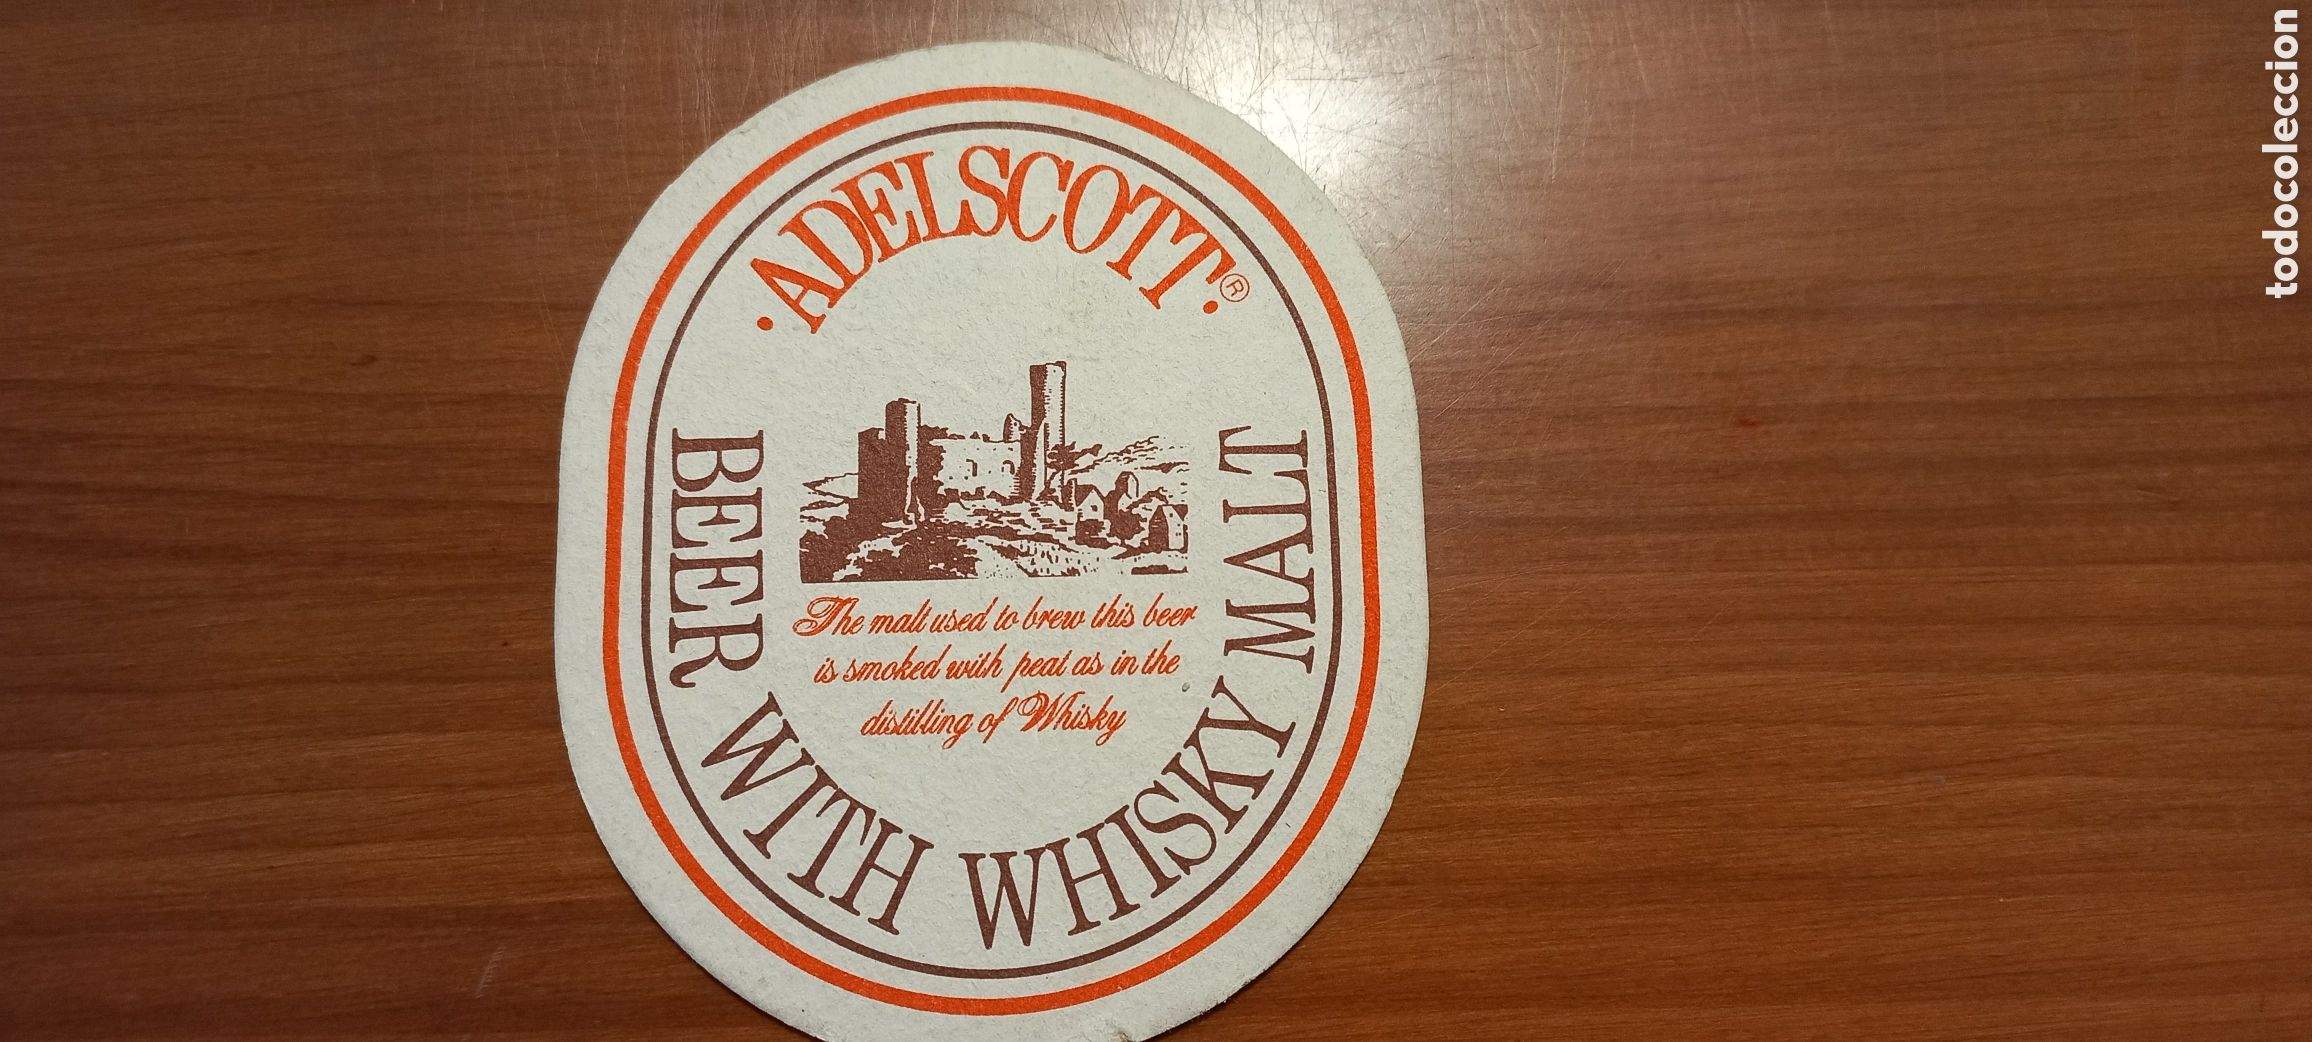 ·ADELSCOTT·®
The malt used to brew this beer
is smoked with peat as in the
distilling of Whisky
BEER WITH WHISKY MALT
todocoleccion